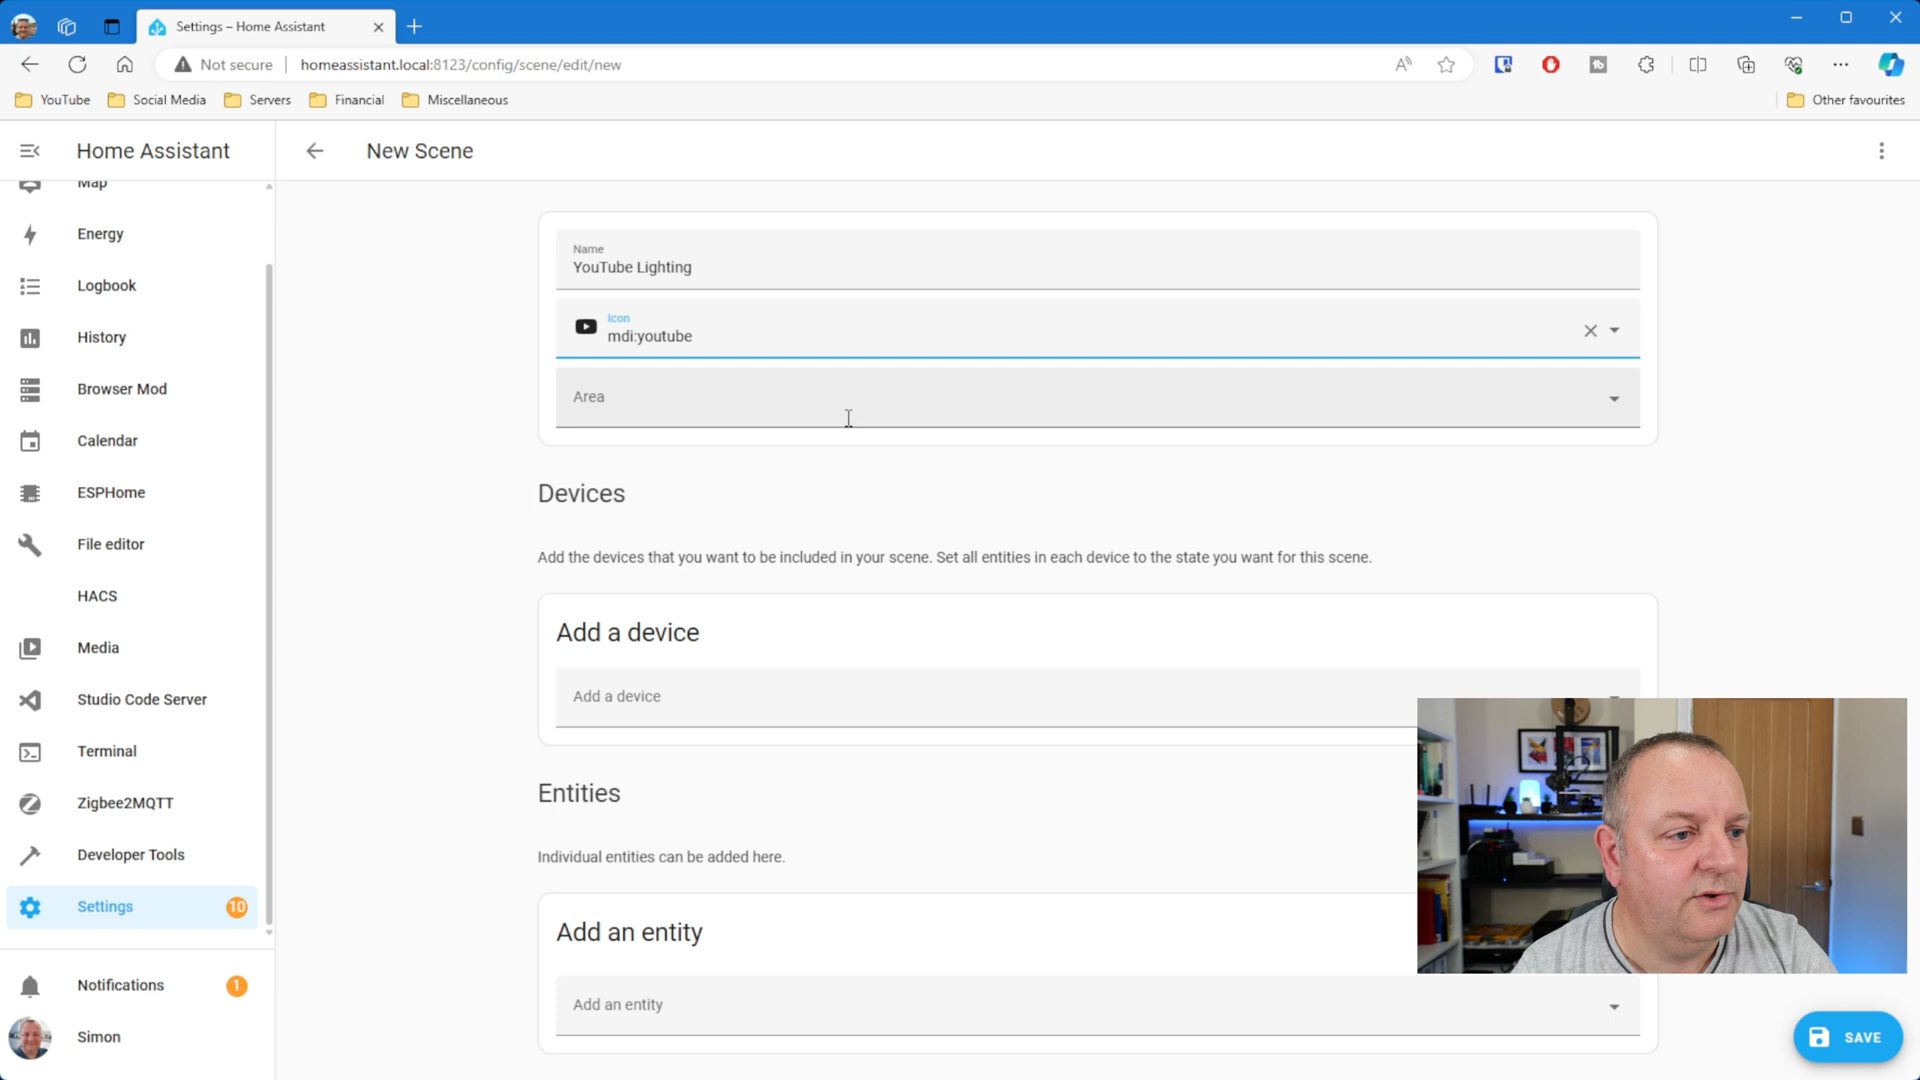 Settings – Home Assistant
Not secure
homeassistant.local:8123/config/scene/edit/new
YouTube
Social Media
Servers
Financial
Miscellaneous
Other favourites
Home Assistant
New Scene
Map
Energy
Logbook
History
Browser Mod
Calendar
ESPHome
File editor
HACS
Media
Studio Code Server
Terminal
Zigbee2MQTT
Developer Tools
Settings
10
Notifications
1
Simon
Name
YouTube Lighting
Icon
mdi:youtube
Area
Devices
Add the devices that you want to be included in your scene. Set all entities in each device to the state you want for this scene.
Add a device
Add a device
Entities
Individual entities can be added here.
Add an entity
Add an entity
SAVE